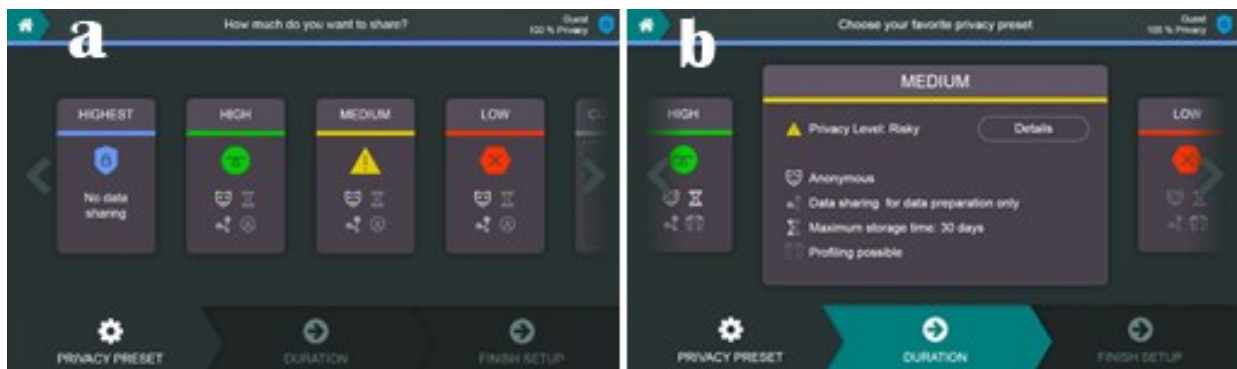 a
How much do you want to share?
Guest
100 % Privacy
HIGHEST
No data
sharing
HIGH
MEDIUM
LOW
PRIVACY PRESET
DURATION
FINISH SETUP
b
Choose your favorite privacy preset
Guest
100 % Privacy
HIGH
MEDIUM
Privacy Level: Risky
Details
Anonymous
Data sharing for data preparation only
Maximum storage time: 30 days
Profiling possible
LOW
PRIVACY PRESET
DURATION
FINISH SETUP